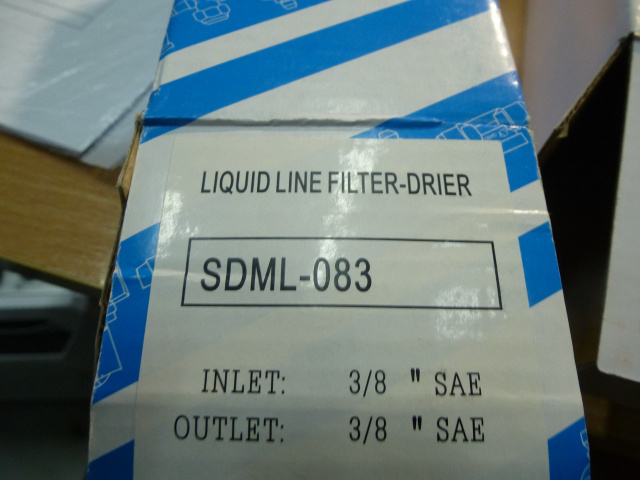 LIQUID LINE FILTER-DRIER
SDML-083
INLET: 3/8 " SAE
OUTLET: 3/8 " SAE